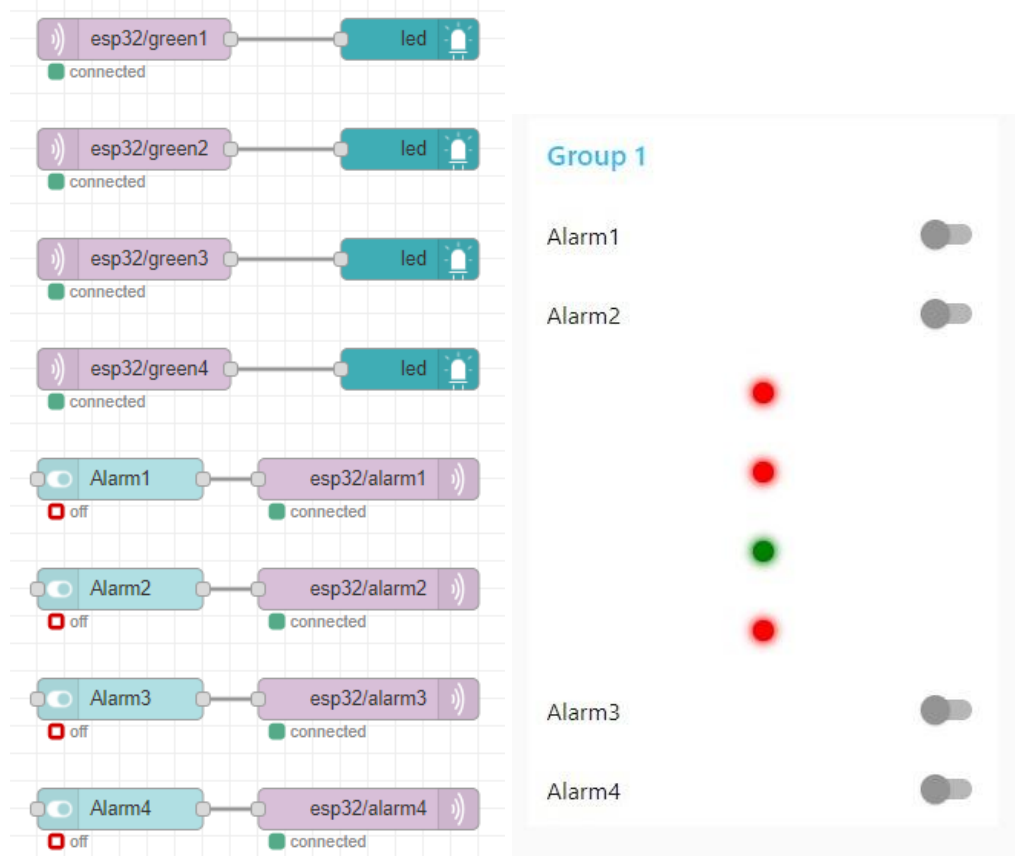 esp32/green1
led
connected
esp32/green2
led
connected
esp32/green3
led
connected
esp32/green4
led
connected
Alarm1
esp32/alarm1
off
connected
Alarm2
esp32/alarm2
off
connected
Alarm3
esp32/alarm3
off
connected
Alarm4
esp32/alarm4
off
connected
Group 1
Alarm1
Alarm2
Alarm3
Alarm4